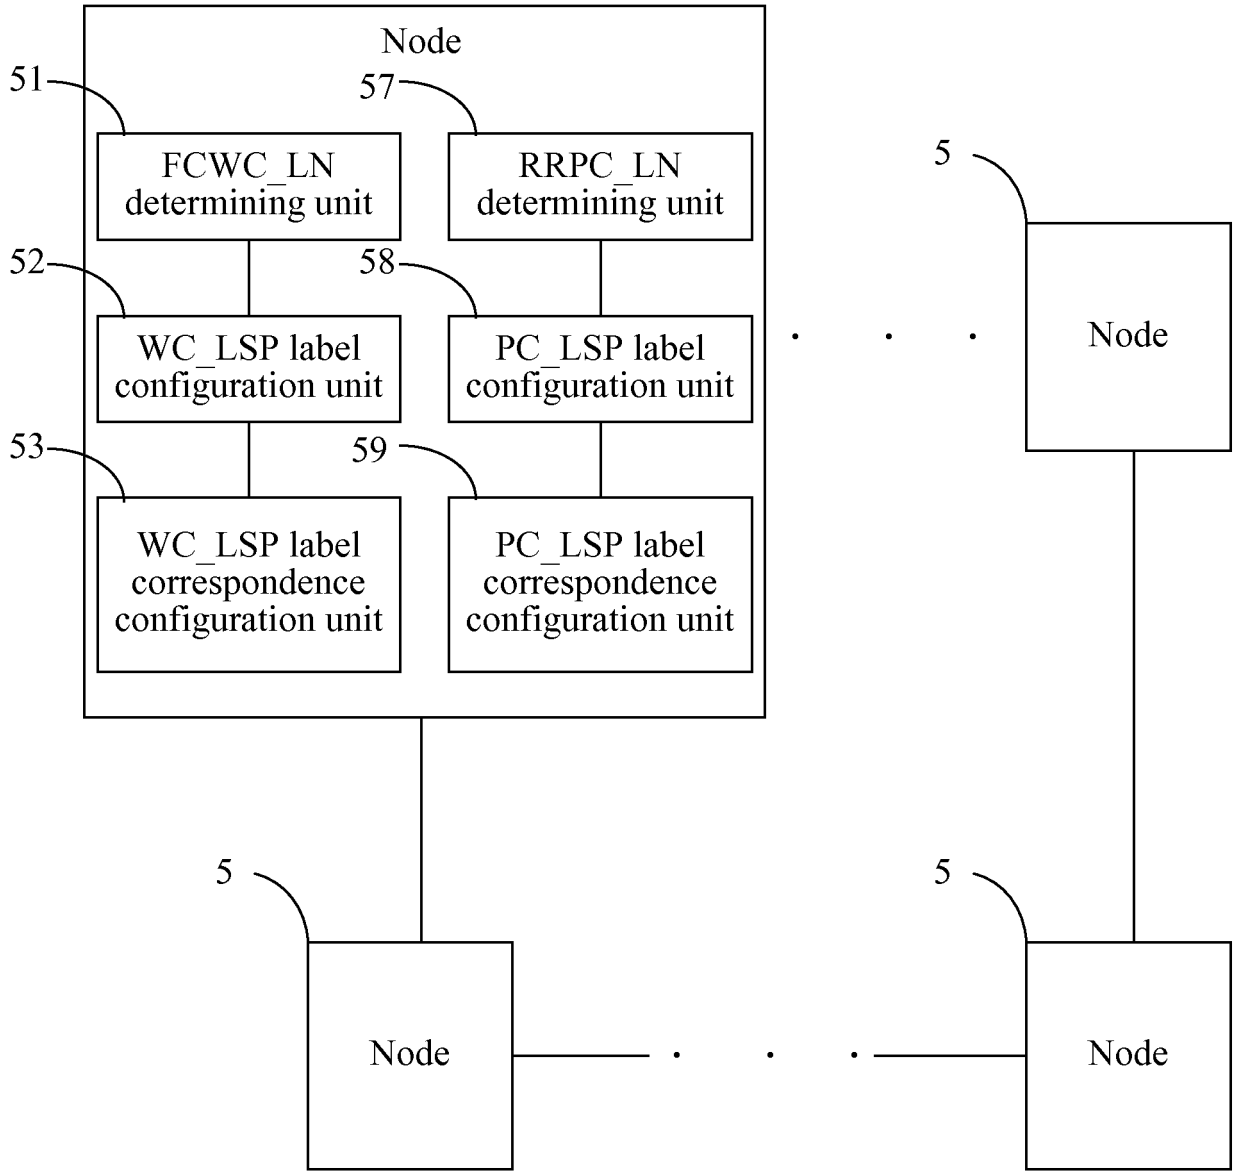 Node
51
57
FCWC_LN
determining unit
RRPC_LN
determining unit
5
52
58
WC_LSP label
configuration unit
PC_LSP label
configuration unit
Node
53
59
WC_LSP label
correspondence
configuration unit
PC_LSP label
correspondence
configuration unit
5
5
Node
Node